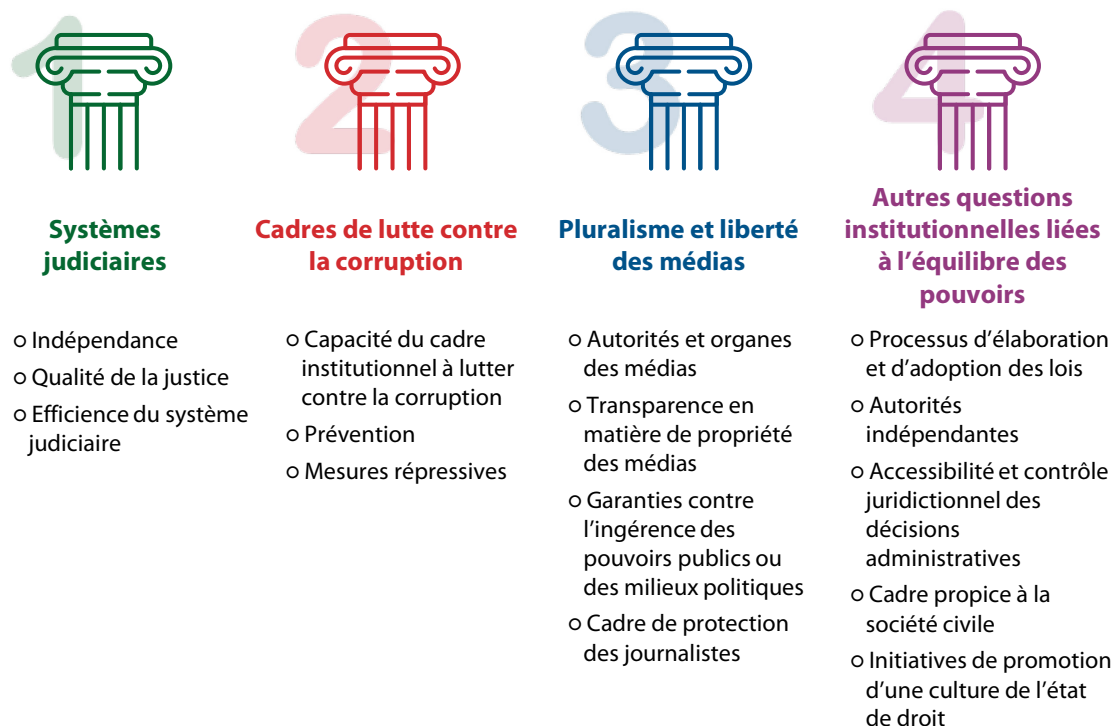 1
Systèmes
judiciaires
○ Indépendance
○ Qualité de la justice
○ Efficience du système
judiciaire
2
Cadres de lutte contre
la corruption
○ Capacité du cadre
institutionnel à lutter
contre la corruption
○ Prévention
○ Mesures répressives
3
Pluralisme et liberté
des médias
○ Autorités et organes
des médias
○ Transparence en
matière de propriété
des médias
○ Garanties contre
l'ingérence des
pouvoirs publics ou
des milieux politiques
○ Cadre de protection
des journalistes
4
Autres questions
institutionnelles liées
à l'équilibre des
pouvoirs
○ Processus d'élaboration
et d'adoption des lois
○ Autorités
indépendantes
○ Accessibilité et contrôle
juridictionnel des
décisions
administratives
○ Cadre propice à la
société civile
○ Initiatives de promotion
d'une culture de l'état
de droit